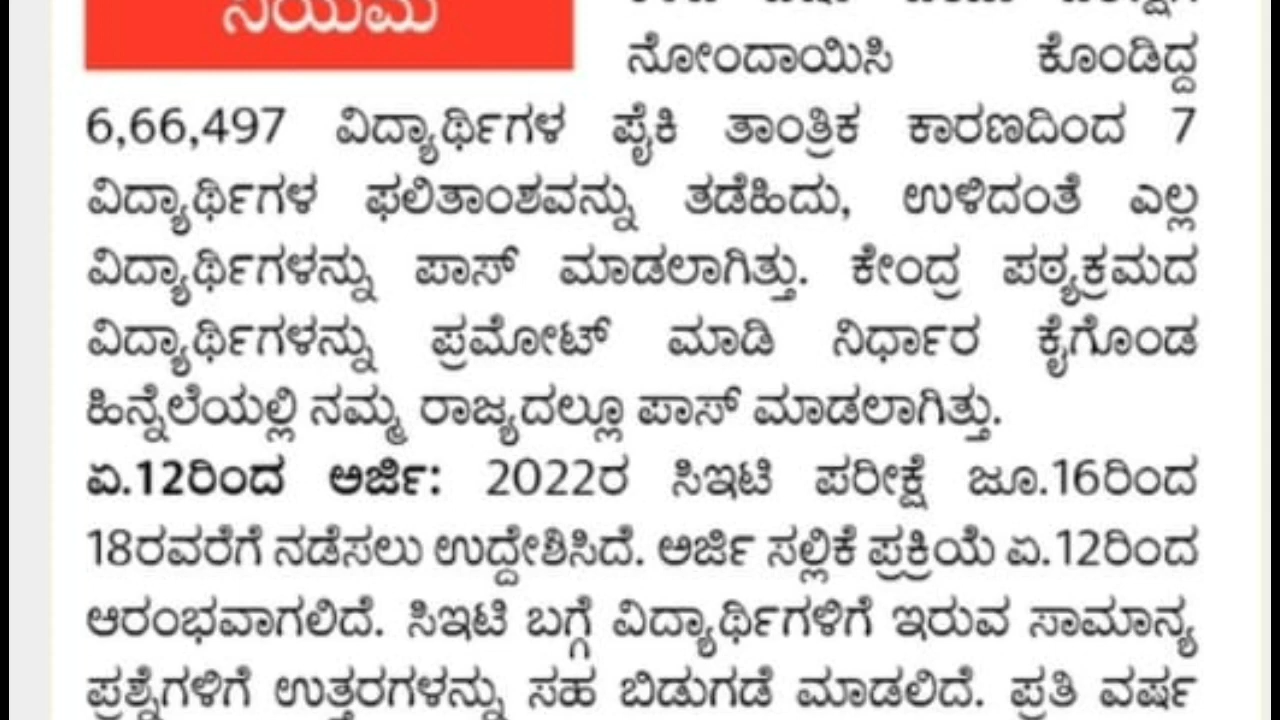 ನಿಯಮ
ನೋಂದಾಯಿಸಿ ಕೊಂಡಿದ್ದ
6,66,497 ವಿದ್ಯಾರ್ಥಿಗಳ ಪೈಕಿ ತಾಂತ್ರಿಕ ಕಾರಣದಿಂದ 7
ವಿದ್ಯಾರ್ಥಿಗಳ ಫಲಿತಾಂಶವನ್ನು ತಡೆಹಿದು, ಉಳಿದಂತೆ ಎಲ್ಲ
ವಿದ್ಯಾರ್ಥಿಗಳನ್ನು ಪಾಸ್ ಮಾಡಲಾಗಿತ್ತು. ಕೇಂದ್ರ ಪಠ್ಯಕ್ರಮದ
ವಿದ್ಯಾರ್ಥಿಗಳನ್ನು ಪ್ರಮೋಟ್ ಮಾಡಿ ನಿರ್ಧಾರ ಕೈಗೊಂಡ
ಹಿನ್ನೆಲೆಯಲ್ಲಿ ನಮ್ಮ ರಾಜ್ಯದಲ್ಲೂ ಪಾಸ್ ಮಾಡಲಾಗಿತ್ತು.
ಏ.12ರಿಂದ ಅರ್ಜಿ: 2022ರ ಸಿಇಟಿ ಪರೀಕ್ಷೆ ಜೂ.16ರಿಂದ
18ರವರೆಗೆ ನಡೆಸಲು ಉದ್ದೇಶಿಸಿದೆ. ಅರ್ಜಿ ಸಲ್ಲಿಕೆ ಪ್ರಕ್ರಿಯೆ ಏ.12ರಿಂದ
ಆರಂಭವಾಗಲಿದೆ. ಸಿಇಟಿ ಬಗ್ಗೆ ವಿದ್ಯಾರ್ಥಿಗಳಿಗೆ ಇರುವ ಸಾಮಾನ್ಯ
ಪ್ರಶ್ನೆಗಳಿಗೆ ಉತ್ತರಗಳನ್ನು ಸಹ ಬಿಡುಗಡೆ ಮಾಡಲಿದೆ. ಪ್ರತಿ ವರ್ಷ